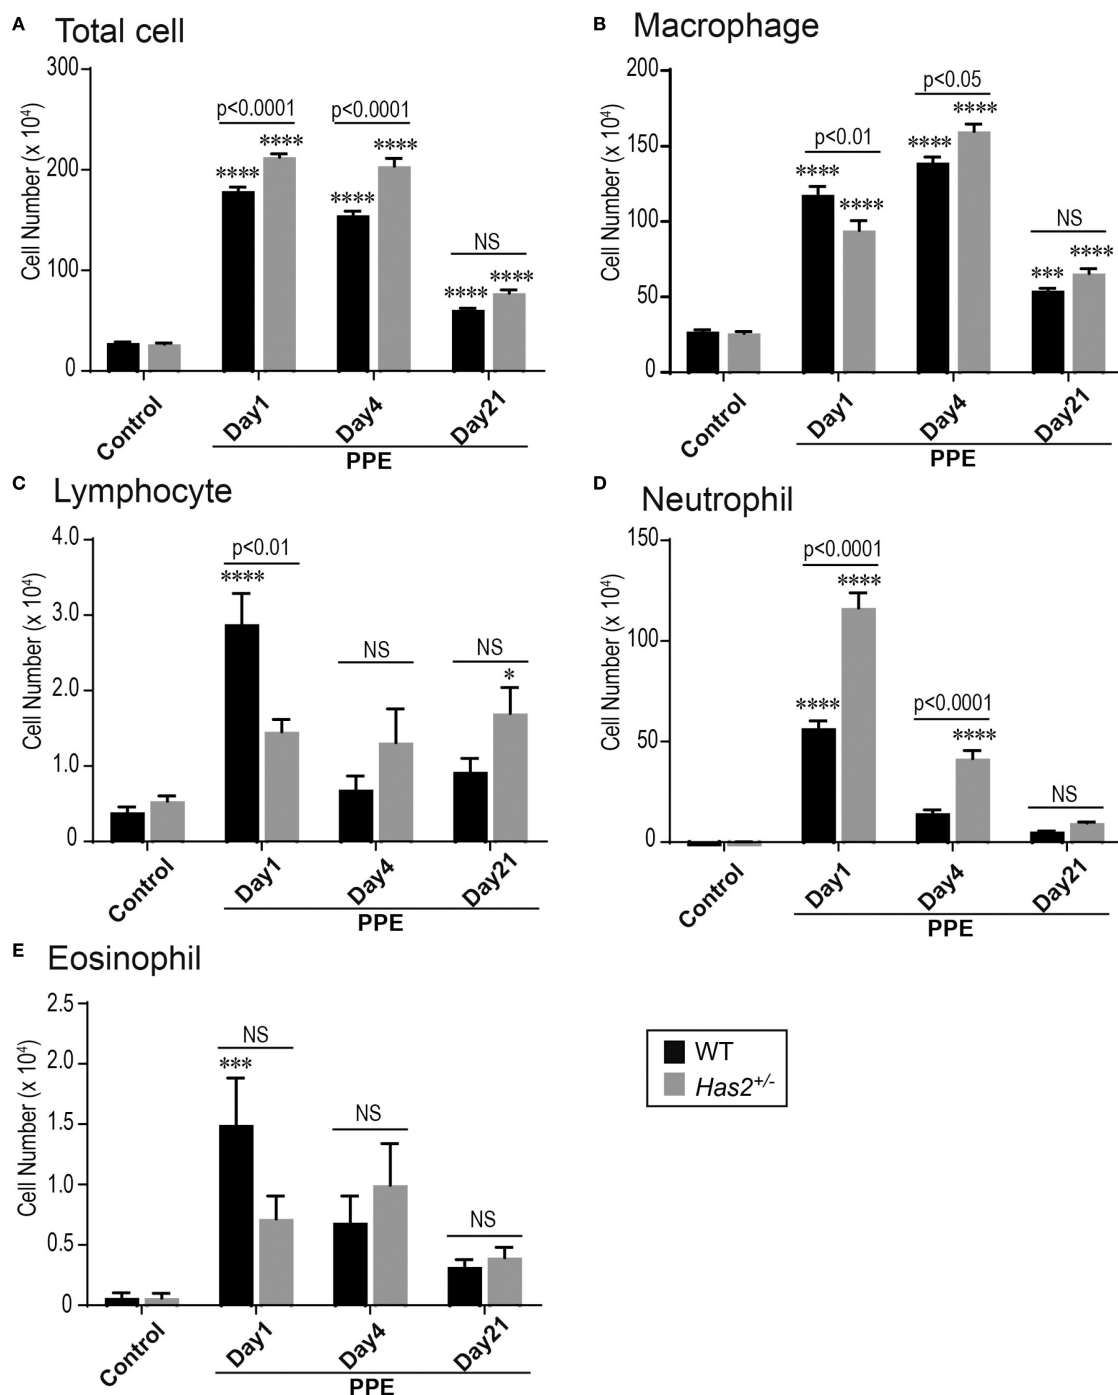 A Total cell
Cell Number (x 10⁴)
300
200
100
0
p<0.0001
p<0.0001
NS
****
****
****
****
****
****
Control
Day1
Day4
Day21
PPE
B Macrophage
Cell Number (x 10⁴)
200
150
100
50
0
p<0.01
p<0.05
NS
****
****
****
****
***
****
Control
Day1
Day4
Day21
PPE
C Lymphocyte
Cell Number (x 10⁴)
4.0
3.0
2.0
1.0
0
p<0.01
****
NS
NS
*
Control
Day1
Day4
Day21
PPE
D Neutrophil
Cell Number (x 10⁴)
150
100
50
0
p<0.0001
****
****
p<0.0001
****
NS
Control
Day1
Day4
Day21
PPE
E Eosinophil
Cell Number (x 10⁴)
2.5
2.0
1.5
1.0
0.5
0
NS
***
NS
NS
Control
Day1
Day4
Day21
PPE
WT
Has2⁺/⁻